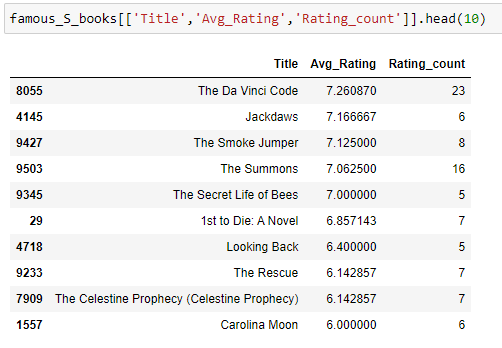 famous_S_books[['Title','Avg_Rating','Rating_count']].head(10)
Title Avg_Rating Rating_count
8055 The Da Vinci Code 7.260870 23
4145 Jackdaws 7.166667 6
9427 The Smoke Jumper 7.125000 8
9503 The Summons 7.062500 16
9345 The Secret Life of Bees 7.000000 5
29 1st to Die: A Novel 6.857143 7
4718 Looking Back 6.400000 5
9233 The Rescue 6.142857 7
7909 The Celestine Prophecy (Celestine Prophecy) 6.142857 7
1557 Carolina Moon 6.000000 6